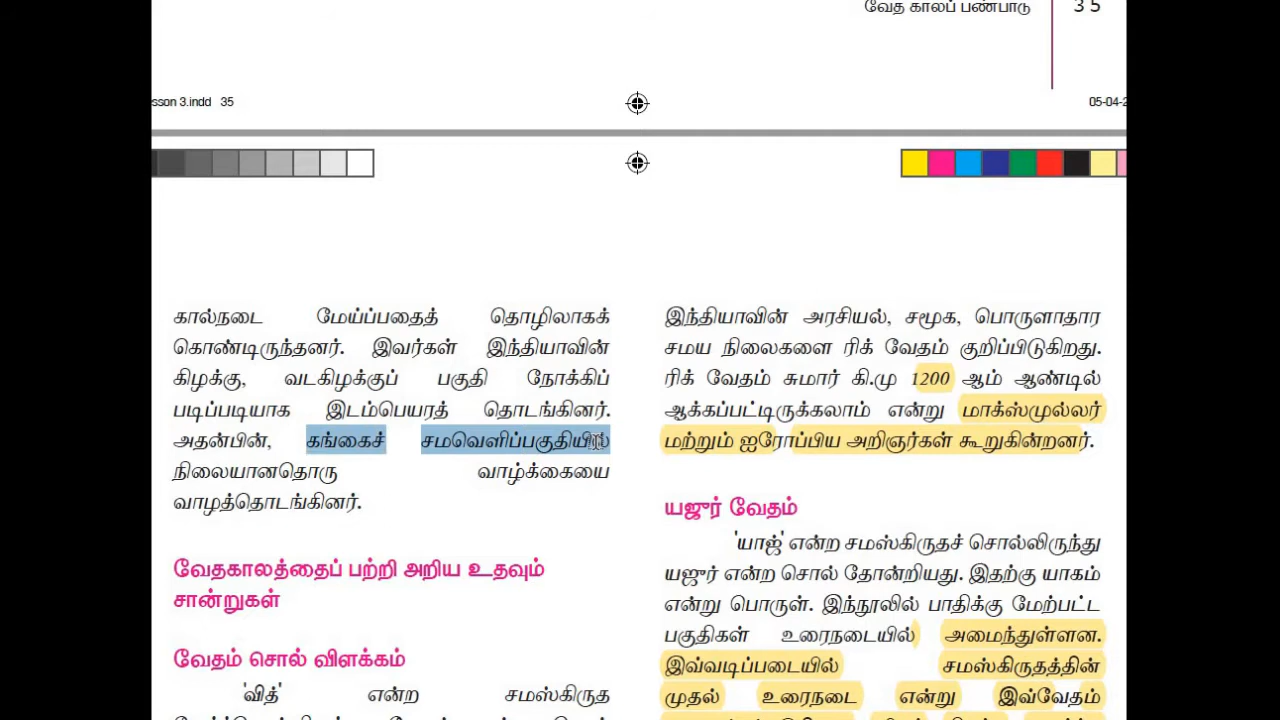 வேத காலப் பண்பாடு
35
sson 3.indd 35
05-04-2
கால்நடை மேய்ப்பதைத் தொழிலாகக்
கொண்டிருந்தனர். இவர்கள் இந்தியாவின்
கிழக்கு, வடகிழக்குப் பகுதி நோக்கிப்
படிப்படியாக இடம்பெயரத் தொடங்கினர்.
அதன்பின், கங்கைச் சமவெளிப்பகுதியில்
நிலையானதொரு வாழ்க்கையை
வாழத்தொடங்கினர்.
வேதகாலத்தைப் பற்றி அறிய உதவும்
சான்றுகள்
வேதம் சொல் விளக்கம்
'வித்' என்ற சமஸ்கிருத
இந்தியாவின் அரசியல், சமூக, பொருளாதார
சமய நிலைகளை ரிக் வேதம் குறிப்பிடுகிறது.
ரிக் வேதம் சுமார் கி.மு 1200 ஆம் ஆண்டில்
ஆக்கப்பட்டிருக்கலாம் என்று மாக்ஸ்முல்லர்
மற்றும் ஐரோப்பிய அறிஞர்கள் கூறுகின்றனர்.
யஜுர் வேதம்
'யாஜ்' என்ற சமஸ்கிருதச் சொல்லிருந்து
யஜுர் என்ற சொல் தோன்றியது. இதற்கு யாகம்
என்று பொருள். இந்நூலில் பாதிக்கு மேற்பட்ட
பகுதிகள் உரைநடையில் அமைந்துள்ளன.
இவ்வடிப்படையில் சமஸ்கிருதத்தின்
முதல் உரைநடை என்று இவ்வேதம்